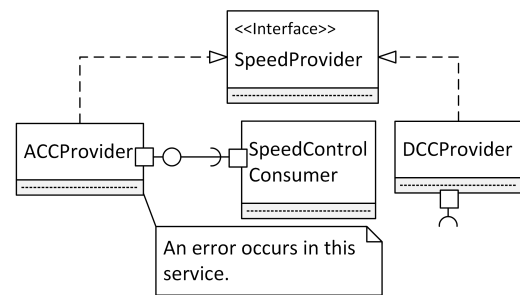 <<Interface>>
SpeedProvider
ACCProvider
SpeedControl
Consumer
DCCProvider
An error occurs in this
service.